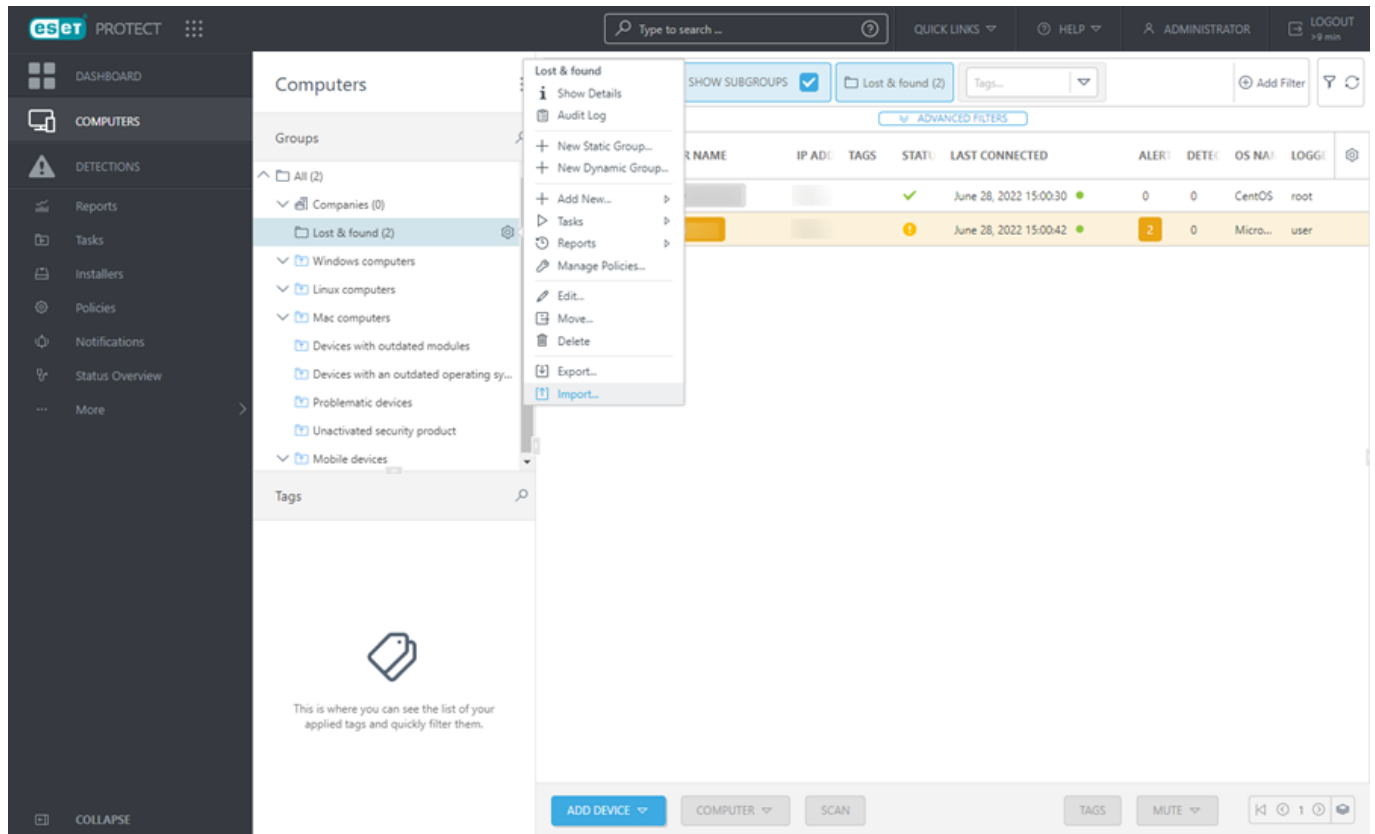 eset PROTECT
Type to search ...
QUICK LINKS
HELP
ADMINISTRATOR
LOGOUT
>9 min
DASHBOARD
COMPUTERS
DETECTIONS
Reports
Tasks
Installers
Policies
Notifications
Status Overview
More
COLLAPSE
Computers
Groups
All (2)
Companies (0)
Lost & found (2)
Windows computers
Linux computers
Mac computers
Devices with outdated modules
Devices with an outdated operating sy...
Problematic devices
Unactivated security product
Mobile devices
Tags
This is where you can see the list of your
applied tags and quickly filter them.
Lost & found
Show Details
Audit Log
New Static Group...
New Dynamic Group...
Add New...
Tasks
Reports
Manage Policies...
Edit...
Move...
Delete
Export...
Import...
SHOW SUBGROUPS
Lost & found (2)
Tags...
Add Filter
ADVANCED FILTERS
R NAME IP AD TAGS STATU LAST CONNECTED ALERT DETEC OS NA LOGGE
June 28, 2022 15:00:30 0 0 CentOS root
June 28, 2022 15:00:42 2 0 Micro... user
ADD DEVICE
COMPUTER
SCAN
TAGS
MUTE
1